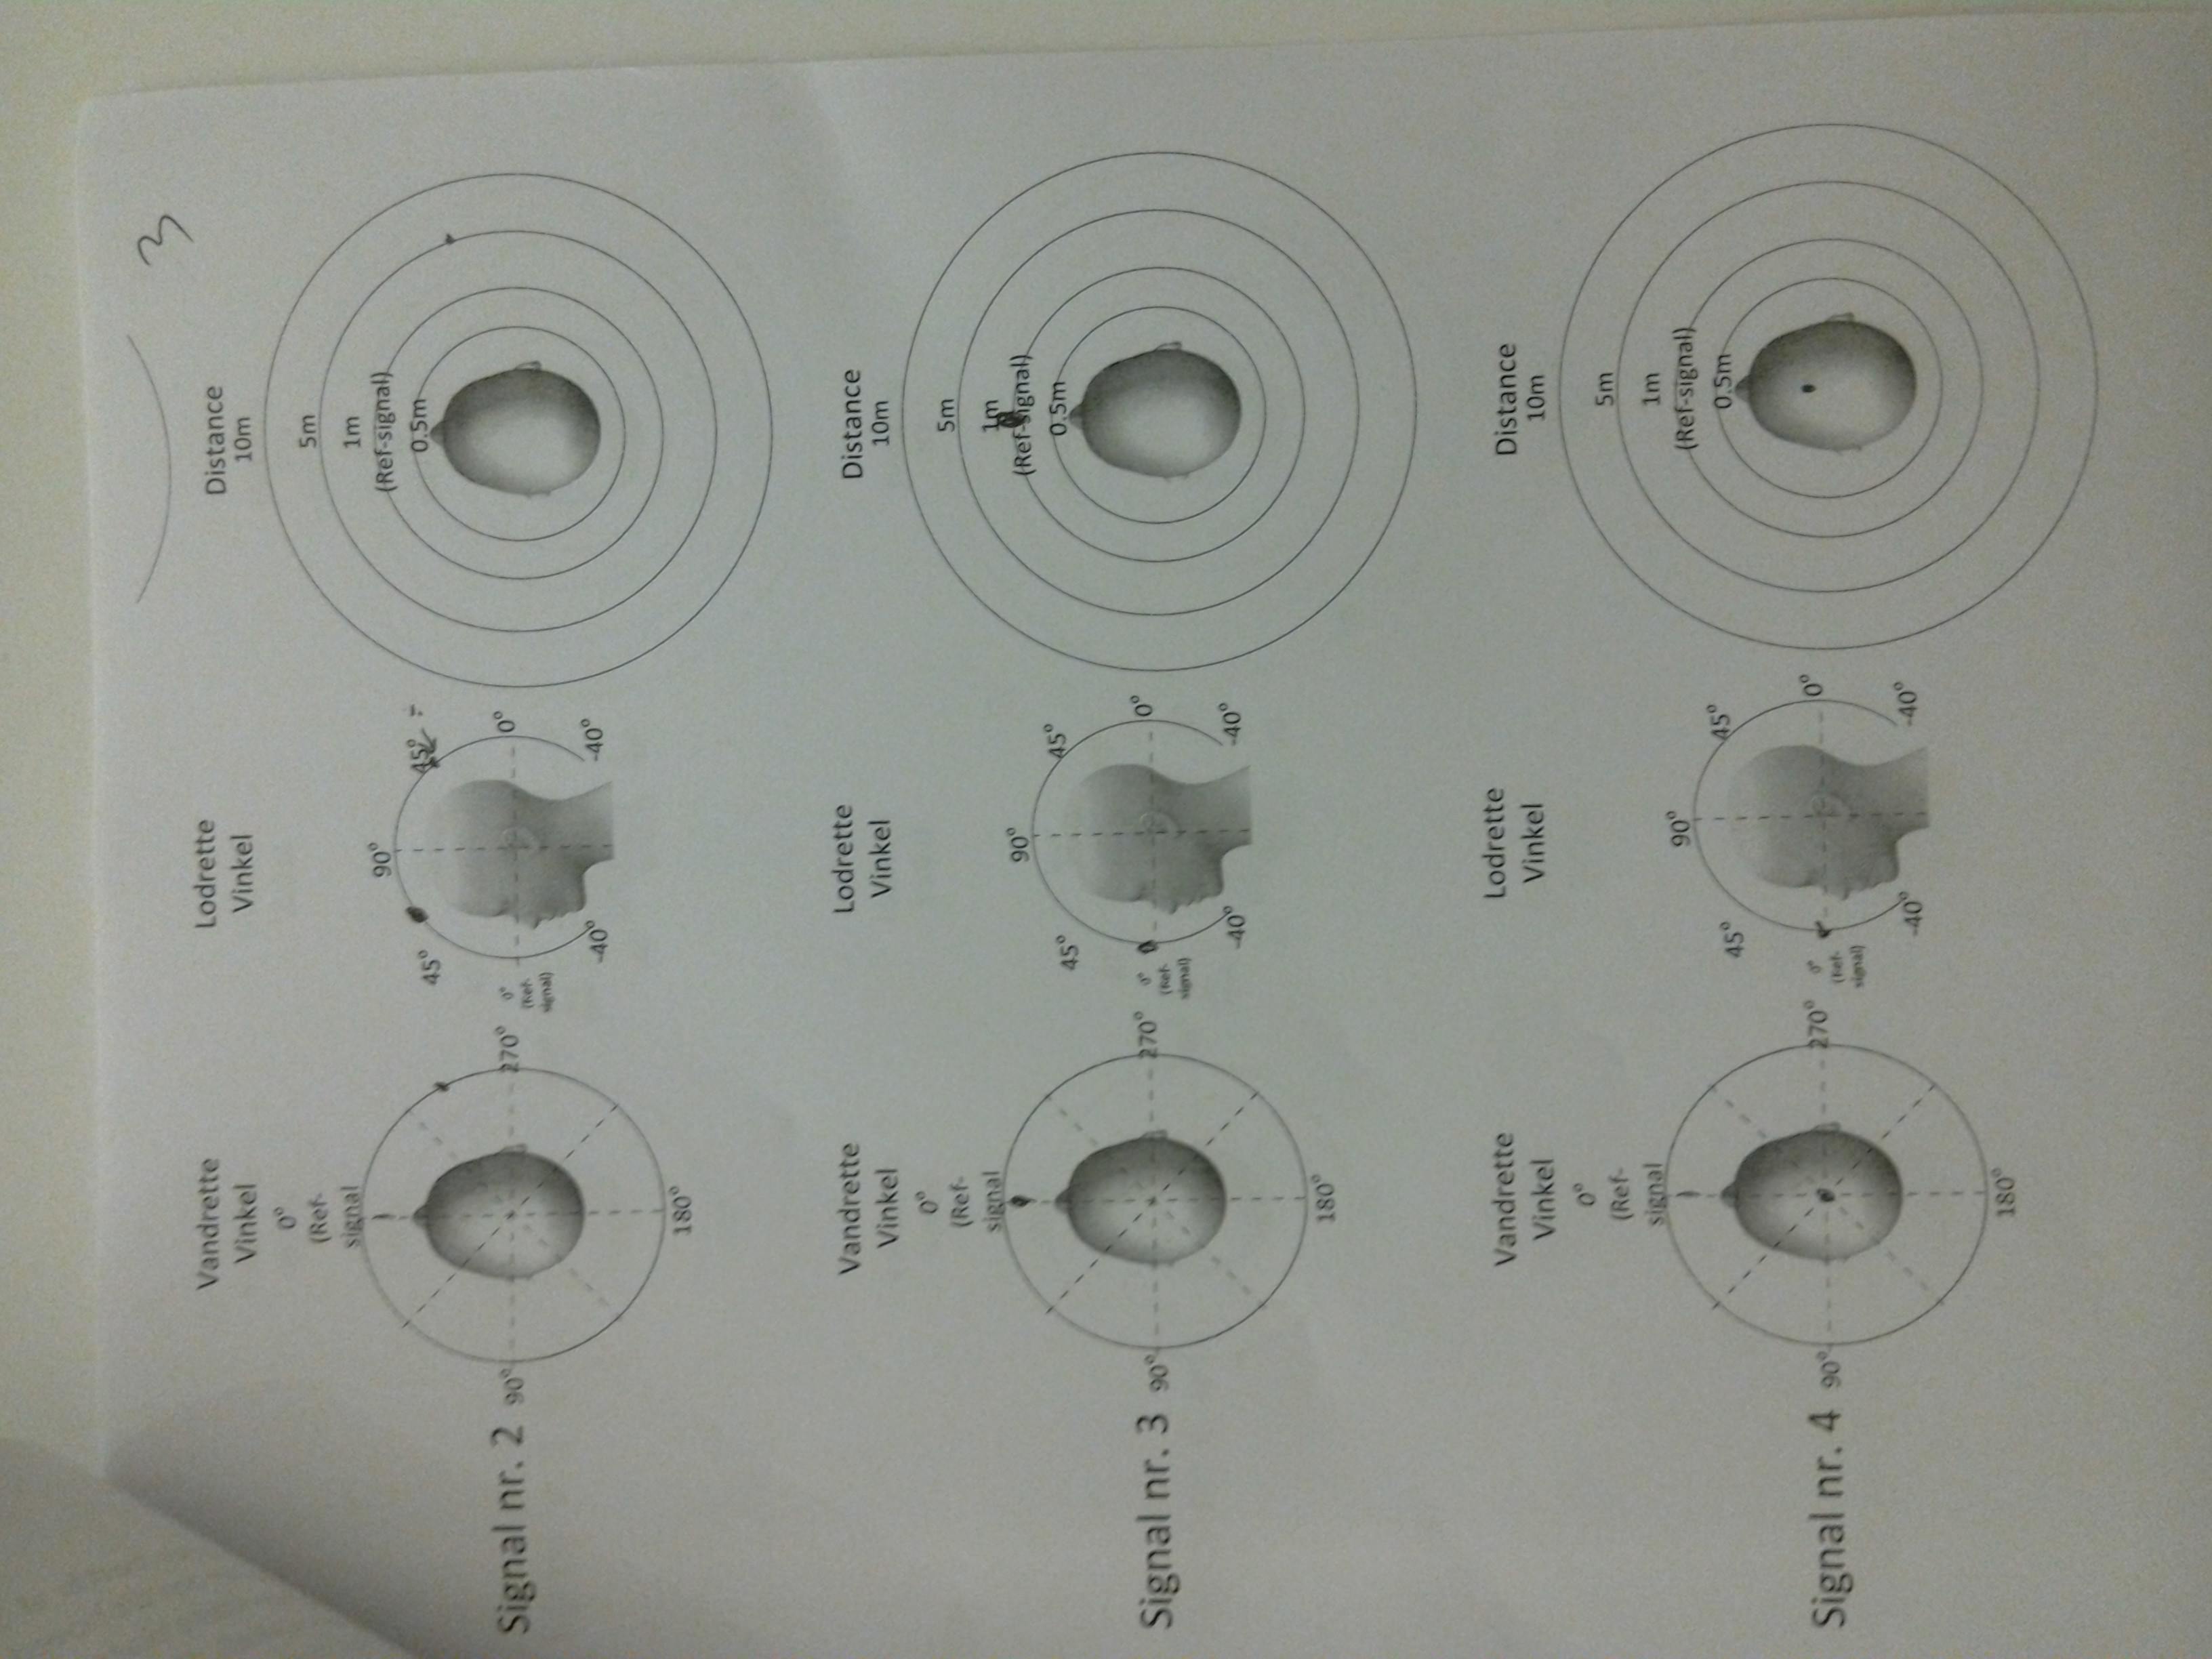 3
Vandrette
Vinkel
Lodrette
Vinkel
Distance
0°
(Ref-
signal
90°
270°
180°
90°
45°
45°
0°
(Ref-
signal)
0°
-40°
-40°
10m
5m
1m
(Ref-signal)
0.5m
Signal nr. 2
Vandrette
Vinkel
Lodrette
Vinkel
Distance
0°
(Ref-
signal
90°
270°
180°
90°
45°
45°
0°
(Ref-
signal)
0°
-40°
-40°
10m
5m
1m
(Ref-signal)
0.5m
Signal nr. 3
Vandrette
Vinkel
Lodrette
Vinkel
Distance
0°
(Ref-
signal
90°
270°
180°
90°
45°
45°
0°
(Ref-
signal)
0°
-40°
-40°
10m
5m
1m
(Ref-signal)
0.5m
Signal nr. 4